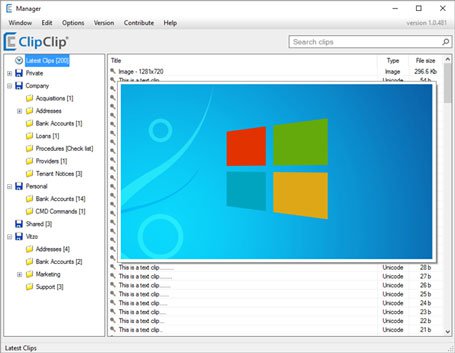 Manager
Window Edit Options Version Contribute Help
version 1.0.481
ClipClip®
Search clips
Latest Clips [200]
Private
Company
Acquisitions [1]
Addresses
Bank Accounts [1]
Loans [1]
Procedures [Check list]
Providers [1]
Tenant Notices [3]
Personal
Bank Accounts [14]
CMD Commands [1]
Shared [3]
Vitzo
Addresses [4]
Bank Accounts [2]
Marketing
Support [3]
Title Type File size
Image - 1281x720 Image 296.6 Kb
This is a text clip Unicode 54 b
This is a text clip......... Unicode 28 b
This is a text clip........ Unicode 27 b
This is a text clip....... Unicode 26 b
This is a text clip...... Unicode 25 b
This is a text clip..... Unicode 24 b
This is a text clip.... Unicode 23 b
This is a text clip... Unicode 22 b
This is a text clip.. Unicode 21 b
Latest Clips